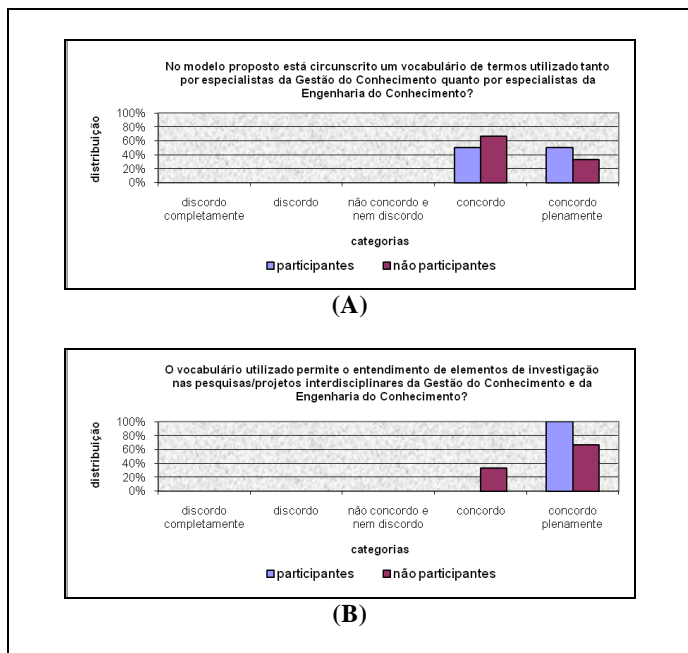 No modelo proposto está circunscrito um vocabulário de termos utilizado tanto
por especialistas da Gestão do Conhecimento quanto por especialistas da
Engenharia do Conhecimento?
distribuição
100%
80%
60%
40%
20%
0%
discordo completamente
discordo
não concordo e nem discordo
concordo
concordo plenamente
categorias
participantes
não participantes
(A)
O vocabulário utilizado permite o entendimento de elementos de investigação
nas pesquisas/projetos interdisciplinares da Gestão do Conhecimento e da
Engenharia do Conhecimento?
distribuição
100%
80%
60%
40%
20%
0%
discordo completamente
discordo
não concordo e nem discordo
concordo
concordo plenamente
categorias
participantes
não participantes
(B)